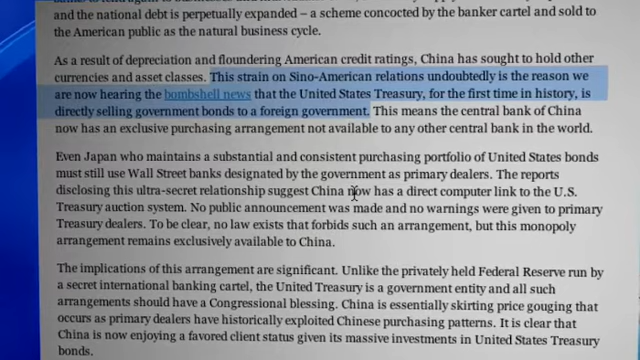 and the national debt is perpetually expanded – a scheme concocted by the banker cartel and sold to
the American public as the natural business cycle.
As a result of depreciation and floundering American credit ratings, China has sought to hold other
currencies and asset classes. This strain on Sino-American relations undoubtedly is the reason we
are now hearing the bombshell news that the United States Treasury, for the first time in history, is
directly selling government bonds to a foreign government. This means the central bank of China
now has an exclusive purchasing arrangement not available to any other central bank in the world.
Even Japan who maintains a substantial and consistent purchasing portfolio of United States bonds
must still use Wall Street banks designated by the government as primary dealers. The reports
disclosing this ultra-secret relationship suggest China now has a direct computer link to the U.S.
Treasury auction system. No public announcement was made and no warnings were given to primary
Treasury dealers. To be clear, no law exists that forbids such an arrangement, but this monopoly
arrangement remains exclusively available to China.
The implications of this arrangement are significant. Unlike the privately held Federal Reserve run by
a secret international banking cartel, the United Treasury is a government entity and all such
arrangements should have a Congressional blessing. China is essentially skirting price gouging that
occurs as primary dealers have historically exploited Chinese purchasing patterns. It is clear that
China is now enjoying a favored client status given its massive investments in United States Treasury
bonds.